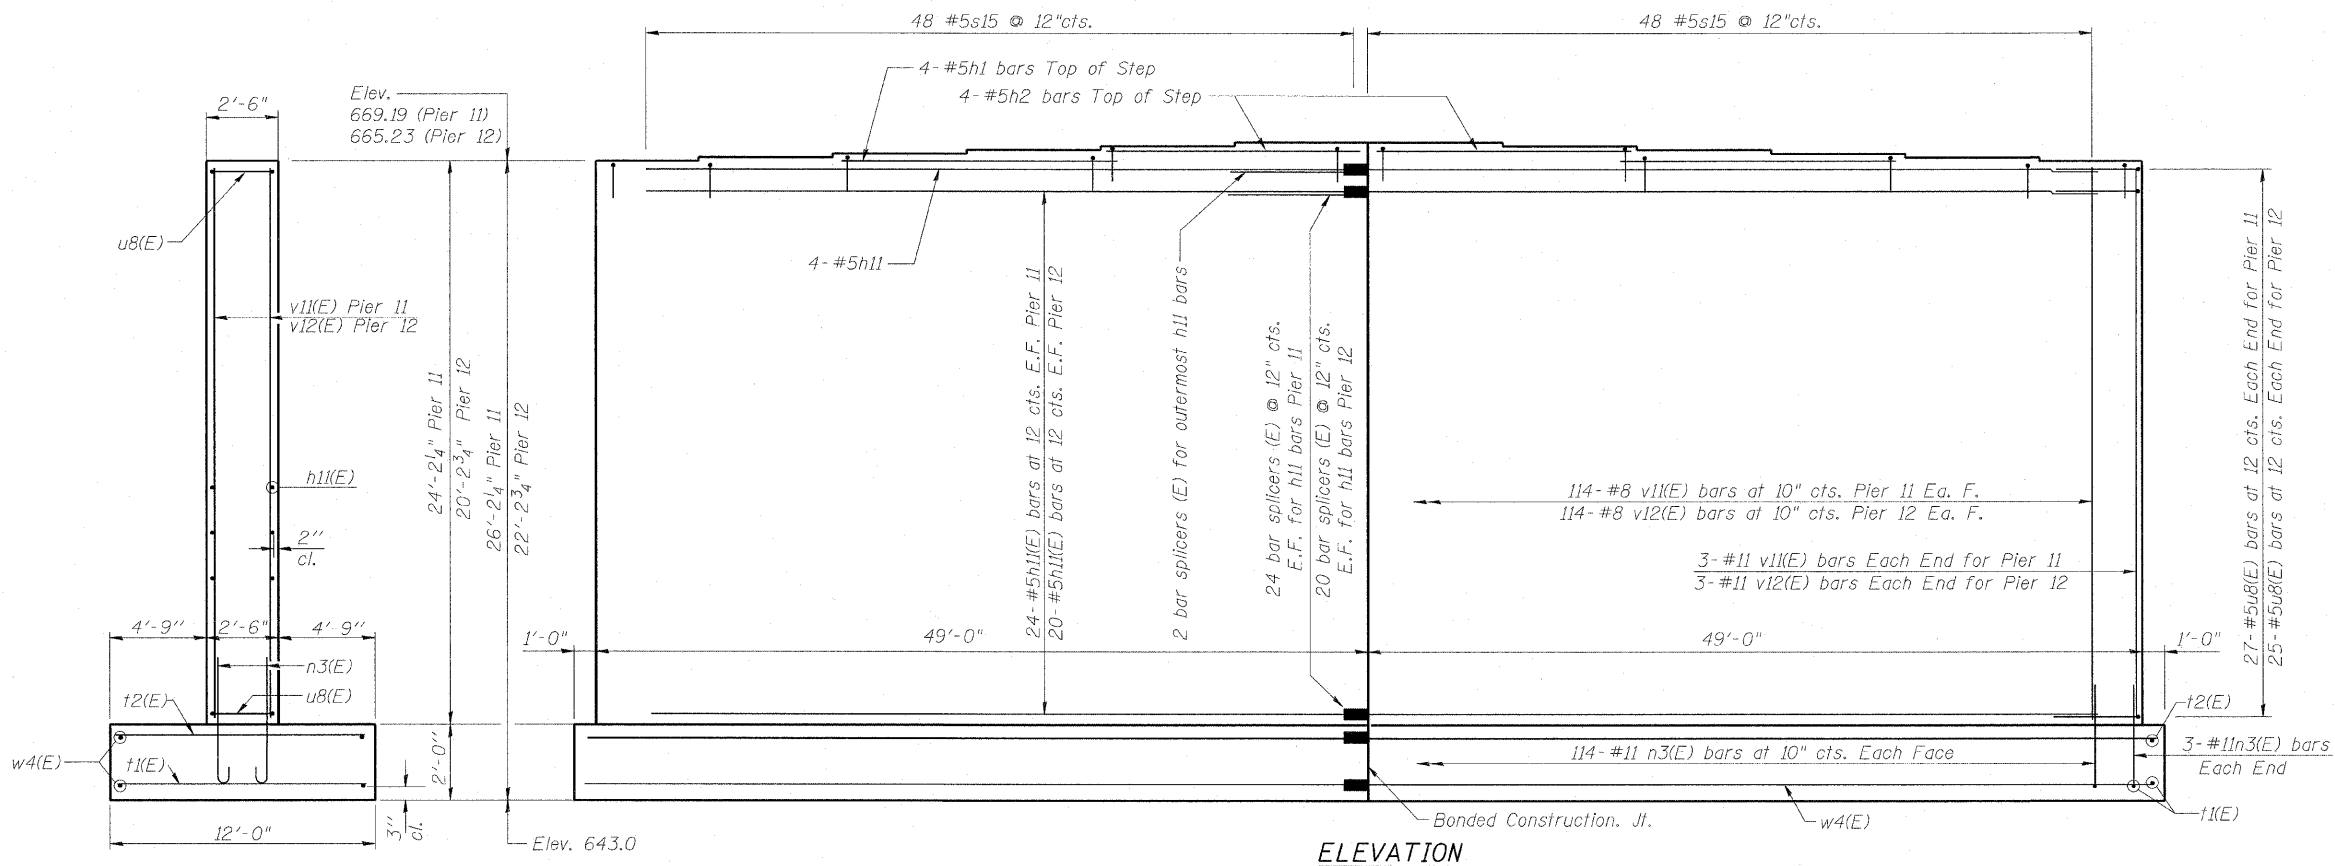 48 #5s15 @ 12"cts.
48 #5s15 @ 12"cts.
4-#5h1 bars Top of Step
4-#5h2 bars Top of Step
Elev.
669.19 (Pier 11)
665.23 (Pier 12)
2'-6"
u8(E)
4-#5h11
v11(E) Pier 11
v12(E) Pier 12
24'-2¼" Pier 11
20'-2¾" Pier 12
26'-2¼" Pier 11
22'-2¾" Pier 12
24-#5h11(E) bars at 12 cts. E.F. Pier 11
20-#5h11(E) bars at 12 cts. E.F. Pier 12
2 bar splicers (E) for outermost h11 bars
24 bar splicers (E) @ 12" cts.
E.F. for h11 bars Pier 11
20 bar splicers (E) @ 12" cts.
E.F. for h11 bars Pier 12
27-#5u8(E) bars at 12 cts. Each End for Pier 11
25-#5u8(E) bars at 12 cts. Each End for Pier 12
h11(E)
114-#8 v11(E) bars at 10" cts. Pier 11 Ea. F.
114-#8 v12(E) bars at 10" cts. Pier 12 Ea. F.
2"
cl.
3-#11 v11(E) bars Each End for Pier 11
3-#11 v12(E) bars Each End for Pier 12
4'-9"
2'-6"
4'-9"
1'-0"
49'-0"
49'-0"
1'-0"
n3(E)
u8(E)
t2(E)
t2(E)
w4(E)
t1(E)
2'-0"
114-#11 n3(E) bars at 10" cts. Each Face
3-#11n3(E) bars
Each End
3"
cl.
12'-0"
Elev. 643.0
Bonded Construction. Jt.
w4(E)
t1(E)
ELEVATION